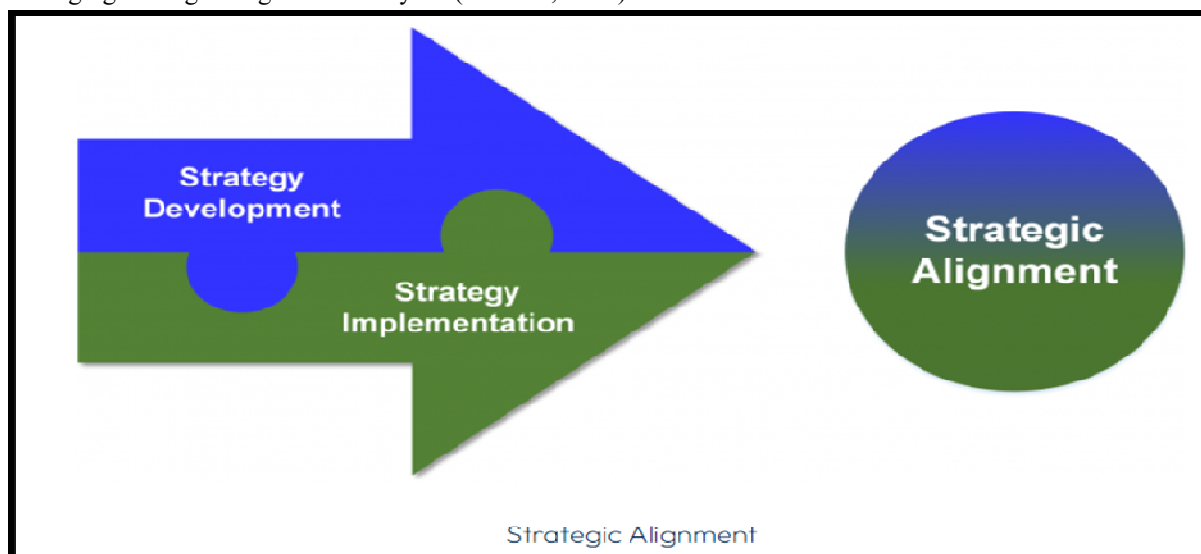 Strategy
Development
Strategy
Implementation
Strategic
Alignment
Strategic Alignment